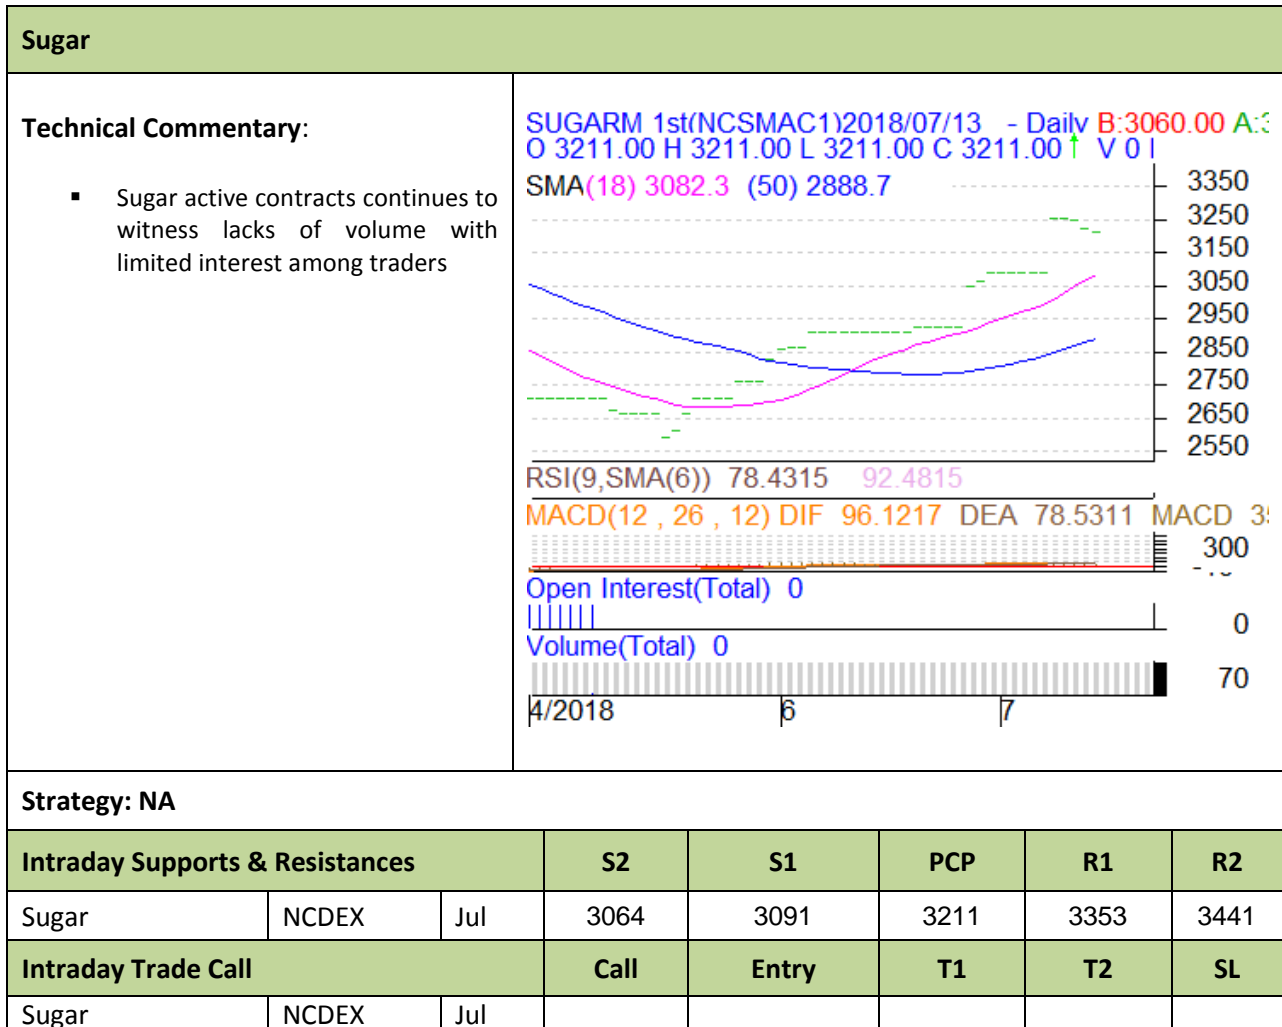 Sugar
Technical Commentary:
▪ Sugar active contracts continues to
witness lacks of volume with
limited interest among traders
SUGARM 1st(NCSMAC1)2018/07/13 - Daily B:3060.00 A:3
O 3211.00 H 3211.00 L 3211.00 C 3211.00 ↑ V 0 I
SMA(18) 3082.3 (50) 2888.7
3350
3250
3150
3050
2950
2850
2750
2650
2550
RSI(9,SMA(6)) 78.4315 92.4815
MACD(12 , 26 , 12) DIF 96.1217 DEA 78.5311 MACD 35
300
Open Interest(Total) 0
0
Volume(Total) 0
70
4/2018 6 7
Strategy: NA
Intraday Supports & Resistances S2 S1 PCP R1 R2
Sugar NCDEX Jul 3064 3091 3211 3353 3441
Intraday Trade Call Call Entry T1 T2 SL
Sugar NCDEX Jul